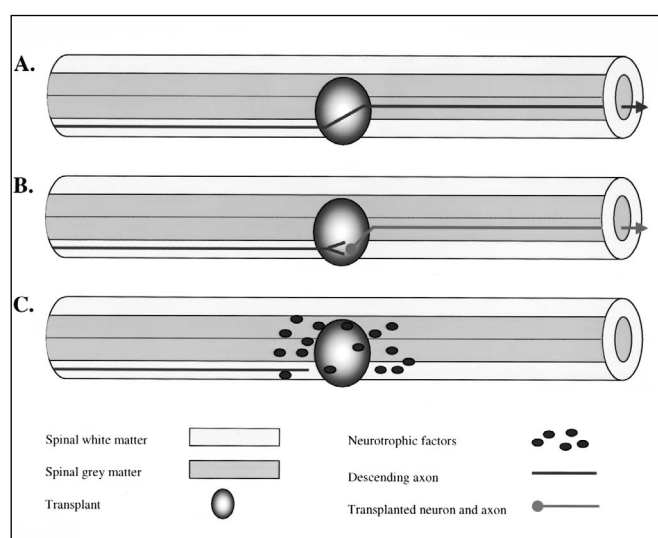 A.
B.
C.
Spinal white matter
Neurotrophic factors
Spinal grey matter
Descending axon
Transplant
Transplanted neuron and axon